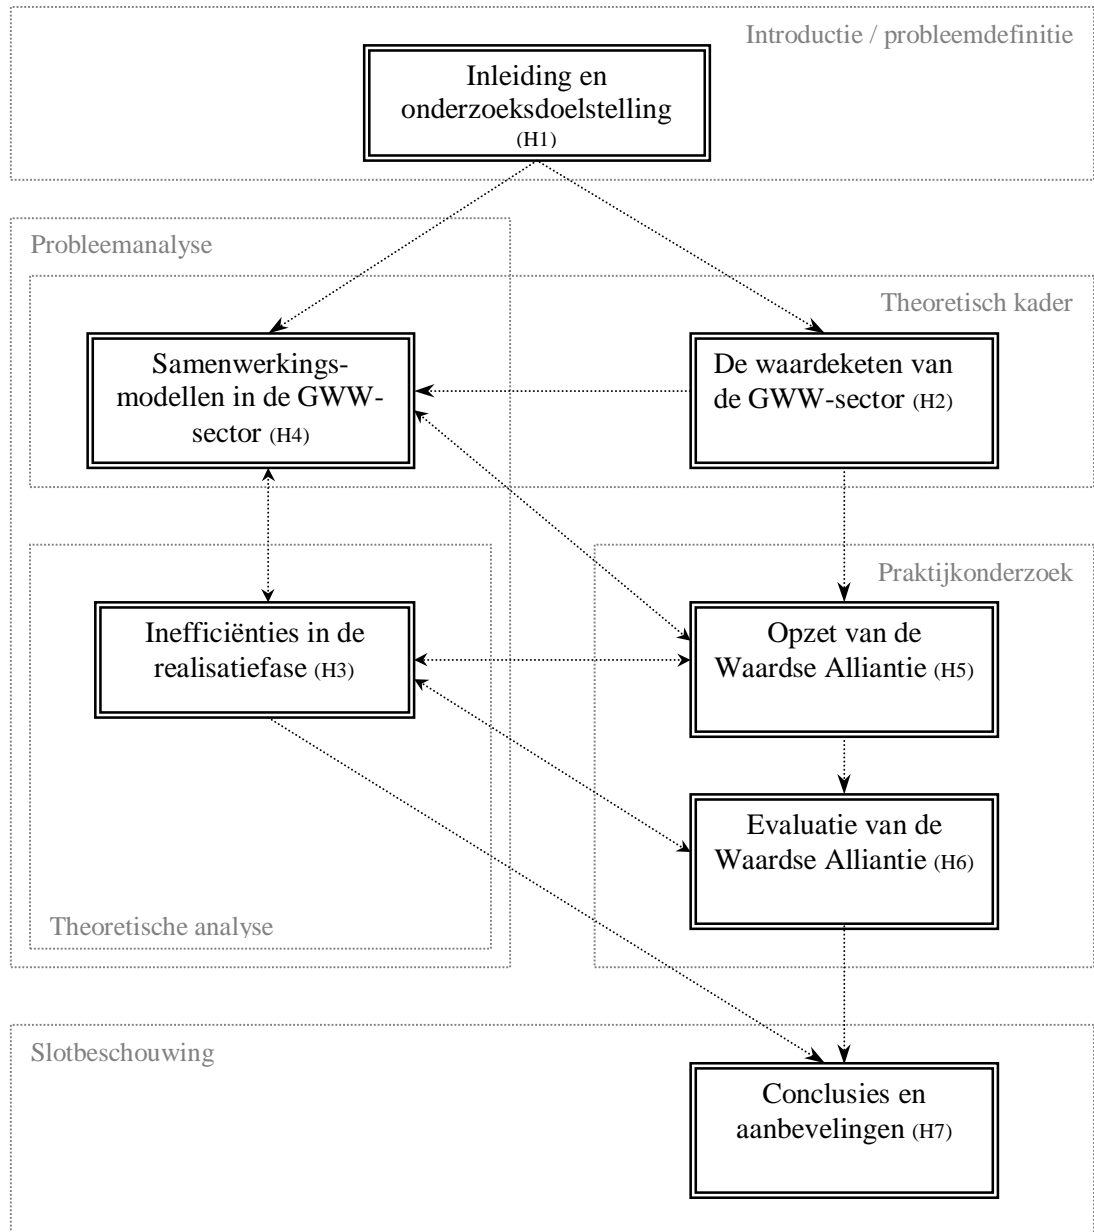 Introductie / probleemdefinitie
Inleiding en
onderzoeksdoelstelling
(H1)
Probleemanalyse
Theoretisch kader
Samenwerkings-
modellen in de GWW-
sector (H4)
De waardeketen van
de GWW-sector (H2)
Praktijkonderzoek
Inefficiënties in de
realisatiefase (H3)
Opzet van de
Waardse Alliantie (H5)
Evaluatie van de
Waardse Alliantie (H6)
Theoretische analyse
Slotbeschouwing
Conclusies en
aanbevelingen (H7)